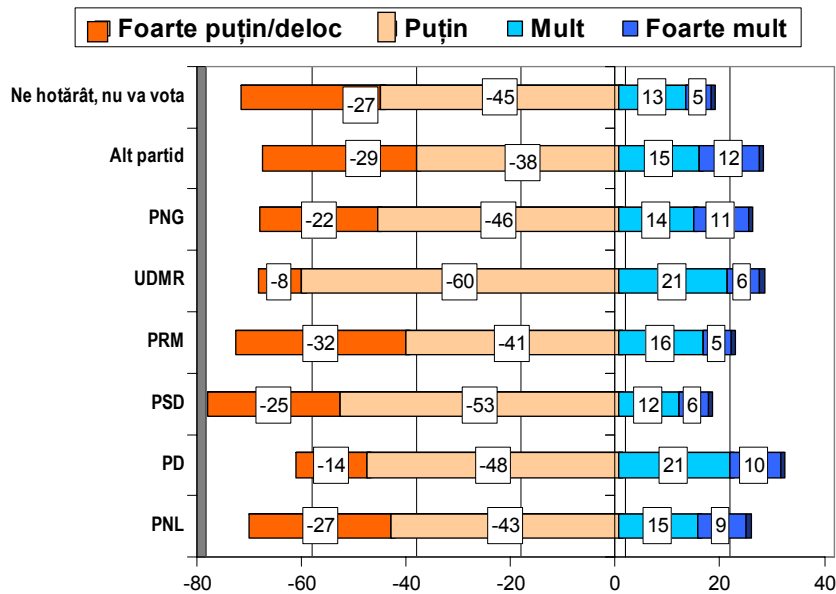 Foarte puțin/deloc Puțin Mult Foarte mult
Ne hotărât, nu va vota -27 -45 13 5
Alt partid -29 -38 15 12
PNG -22 -46 14 11
UDMR -8 -60 21 6
PRM -32 -41 16 5
PSD -25 -53 12 6
PD -14 -48 21 10
PNL -27 -43 15 9
-80 -60 -40 -20 0 20 40